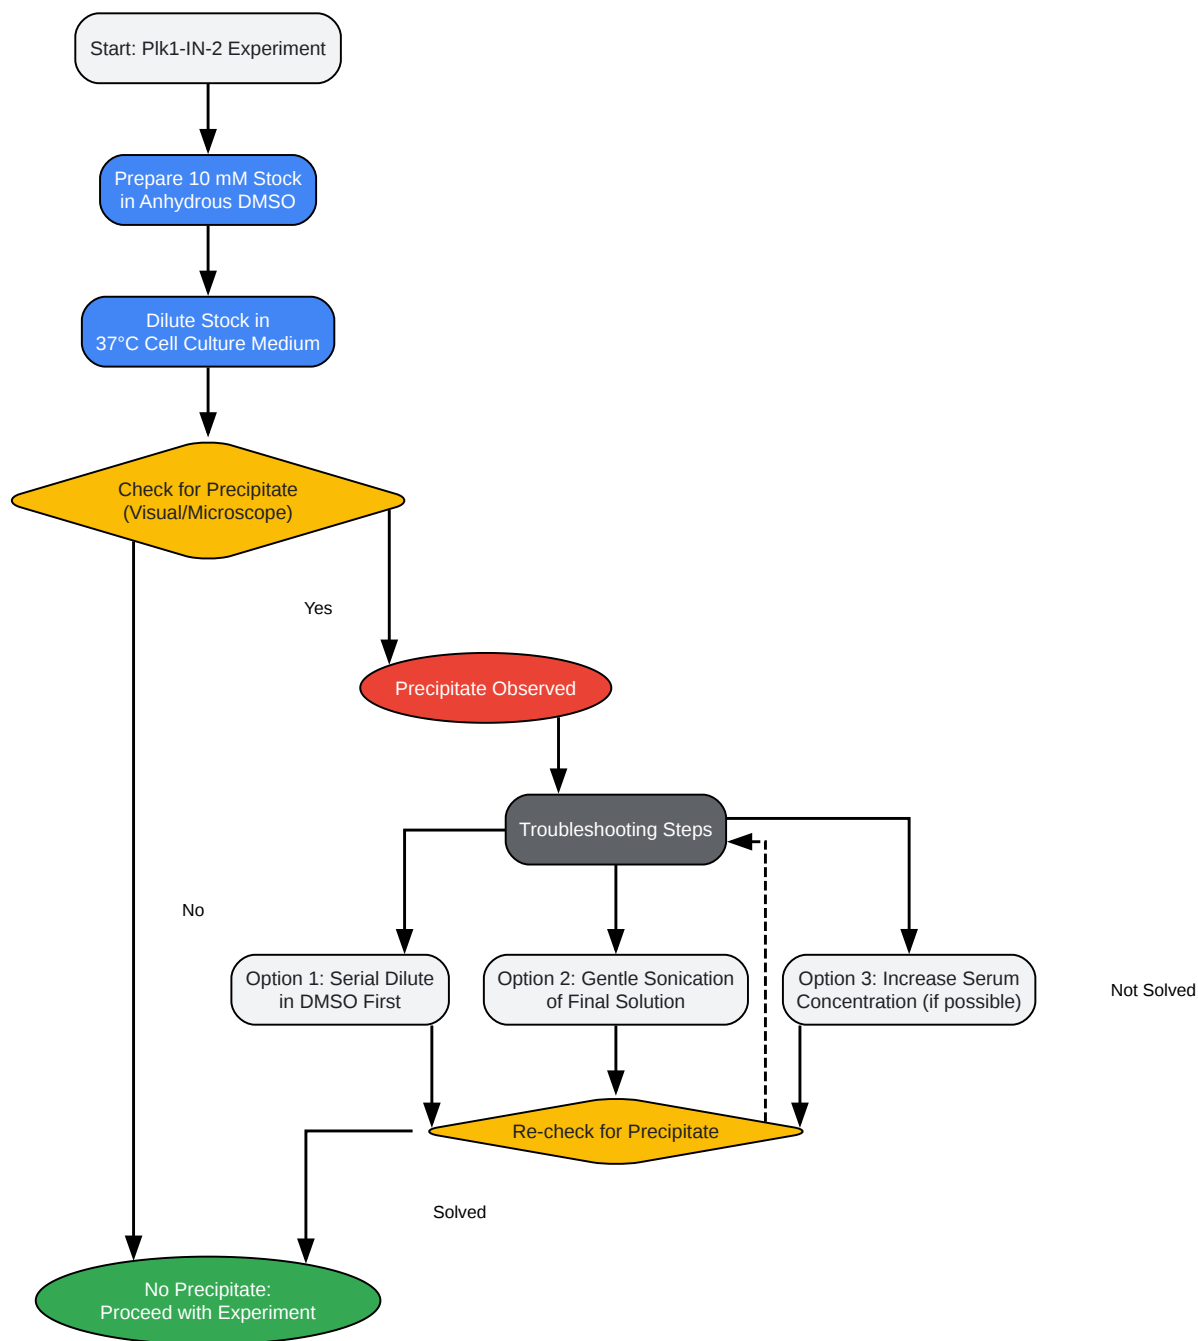 Start: Plk1-IN-2 Experiment
Prepare 10 mM Stock
in Anhydrous DMSO
Dilute Stock in
37°C Cell Culture Medium
Check for Precipitate
(Visual/Microscope)
Yes
Precipitate Observed
Troubleshooting Steps
No
Option 1: Serial Dilute
in DMSO First
Option 2: Gentle Sonication
of Final Solution
Option 3: Increase Serum
Concentration (if possible)
Not Solved
Re-check for Precipitate
Solved
No Precipitate:
Proceed with Experiment